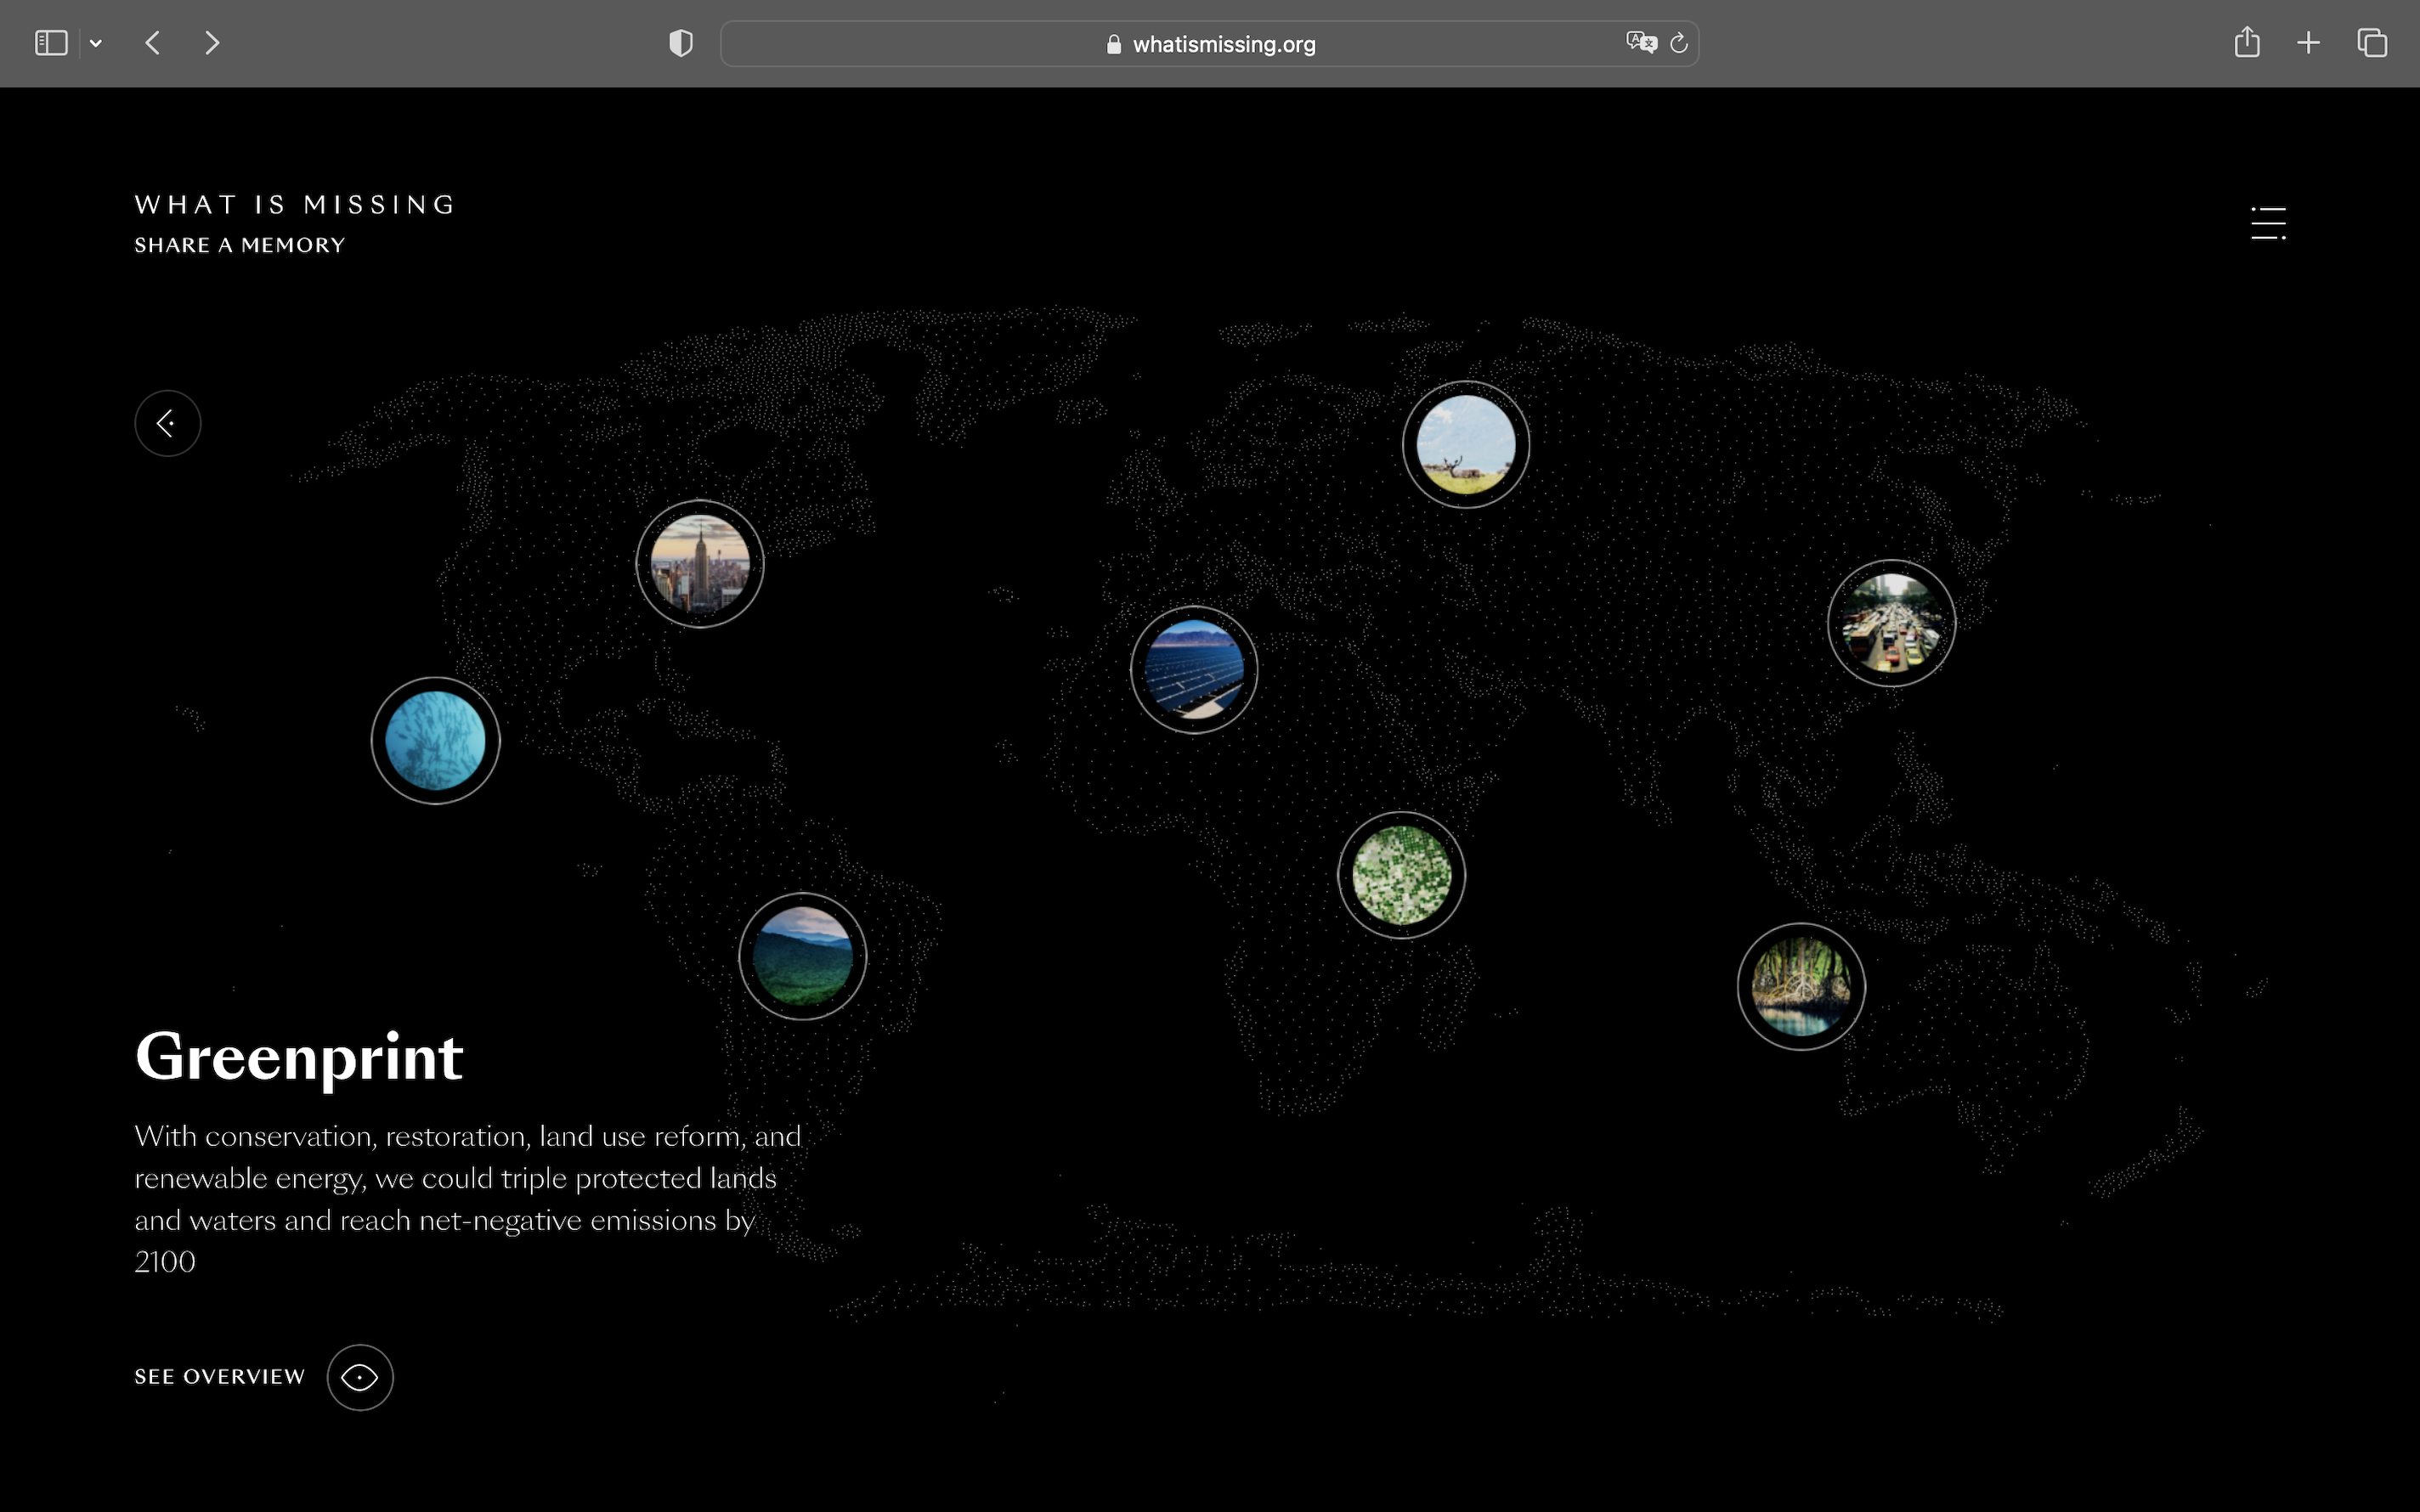 whatismissing.org
WHAT IS MISSING
SHARE A MEMORY
Greenprint
With conservation, restoration, land use reform, and
renewable energy, we could triple protected lands
and waters and reach net-negative emissions by
2100
SEE OVERVIEW